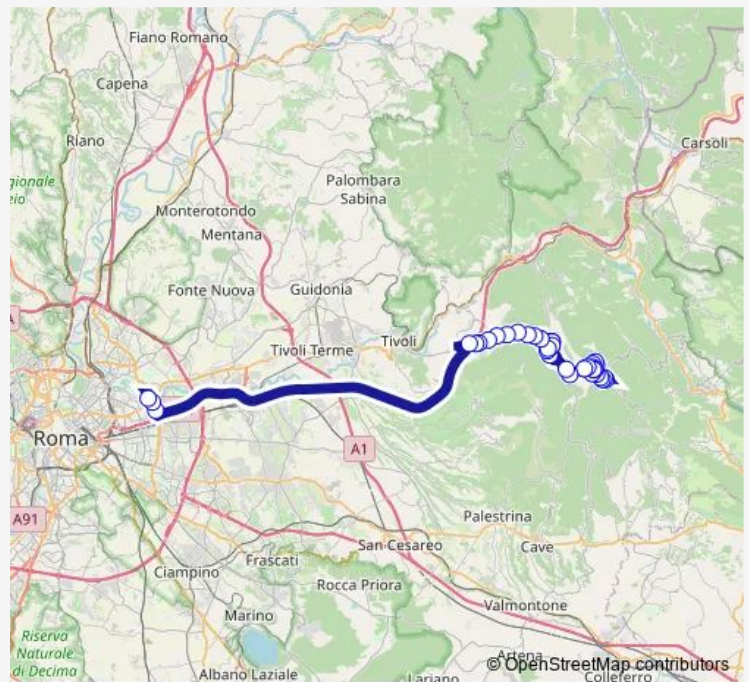 Fiano Romano
Capena
Riano
Carsoli
gionale
eio
Palombara
Sabina
Monterotondo
Mentana
Fonte Nuova
Guidonia
Tivoli
Tivoli Terme
Roma
A1
A91
Palestrina
San Cesareo
Cave
Frascati
Ciampino
Rocca Priora
Valmontone
Marino
Riserva
Naturale
di Decima
Albano Laziale
Lariano
Artena
Colleferro
© OpenStreetMap contributors